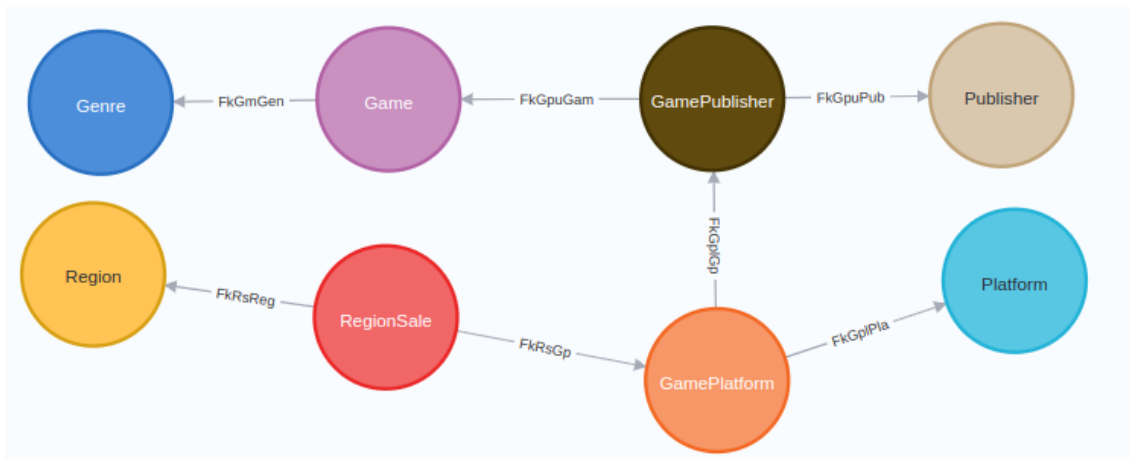 Genre
FkGmGen
Game
FkGpuGam
GamePublisher
FkGpuPub
Publisher
FkGplGp
Region
FkRsReg
RegionSale
FkRsGp
GamePlatform
FkGplPla
Platform